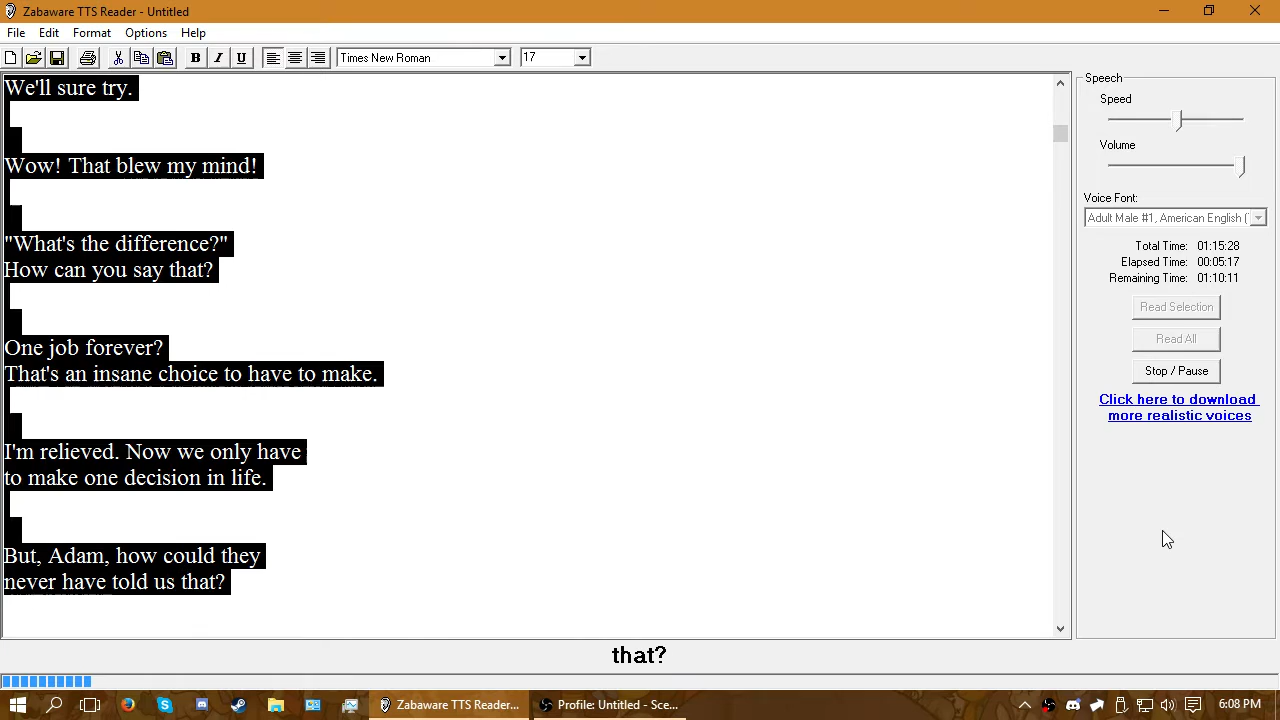 Zabaware TTS Reader - Untitled
File Edit Format Options Help
B I U Times New Roman 17
We'll sure try.
Wow! That blew my mind!
"What's the difference?"
How can you say that?
One job forever?
That's an insane choice to have to make.
I'm relieved. Now we only have
to make one decision in life.
But, Adam, how could they
never have told us that?
Speech
Speed
Volume
Voice Font:
Adult Male #1, American English (
Total Time: 01:15:28
Elapsed Time: 00:05:17
Remaining Time: 01:10:11
Read Selection
Read All
Stop / Pause
Click here to download
more realistic voices
that?
Zabaware TTS Reader... Profile: Untitled - Sce... 6:08 PM